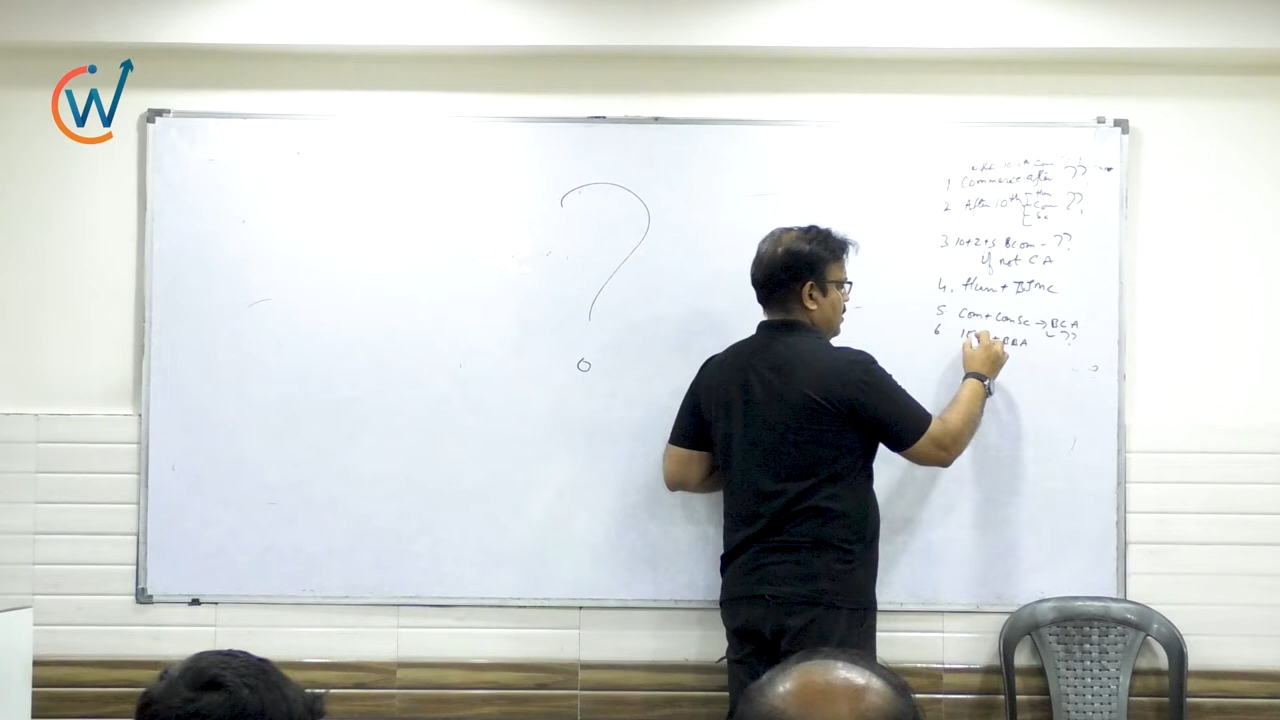 W
?
1 Commerce after ??
2 After 10th Hum
Com ??
Sc
3 10+2+3 Bcom - ??
if not CA
4. Hum + BJMC
5 Com + Com Sc → BCA
6 + BBA ??